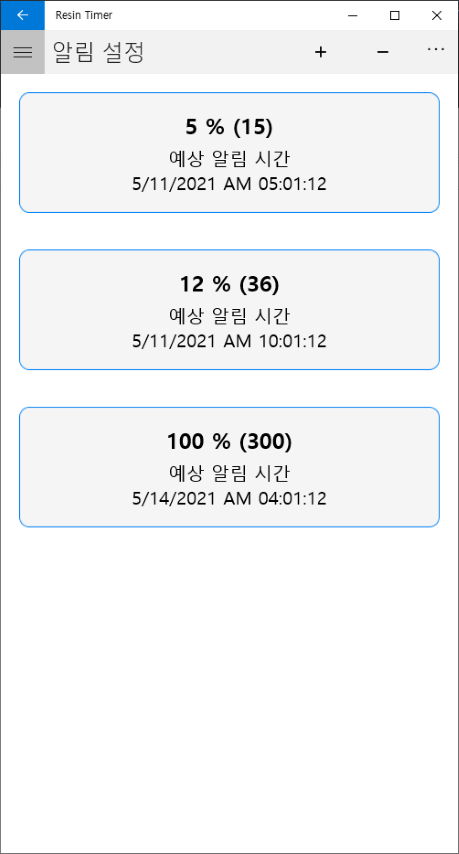 Resin Timer
알림 설정
5 % (15)
예상 알림 시간
5/11/2021 AM 05:01:12
12 % (36)
예상 알림 시간
5/11/2021 AM 10:01:12
100 % (300)
예상 알림 시간
5/14/2021 AM 04:01:12